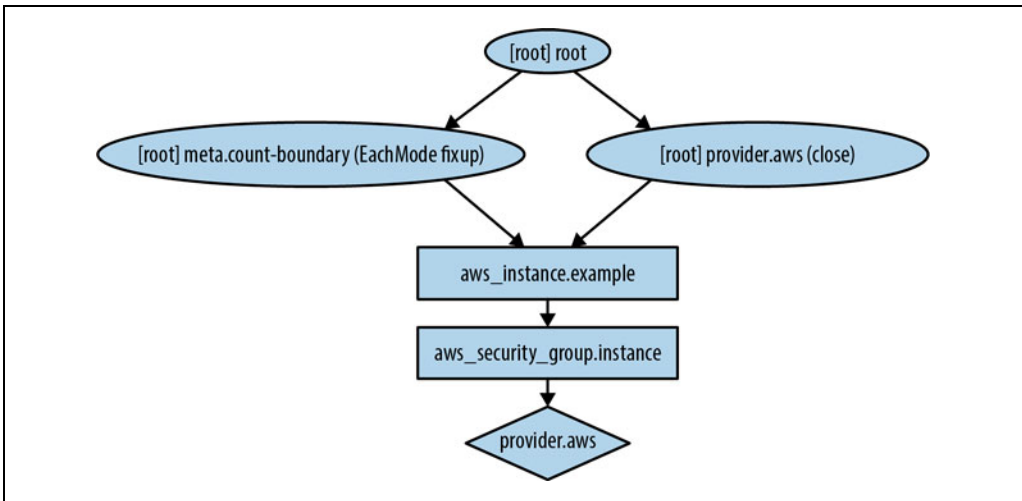 [root] root
[root] meta.count-boundary (EachMode fixup)
[root] provider.aws (close)
aws_instance.example
aws_security_group.instance
provider.aws